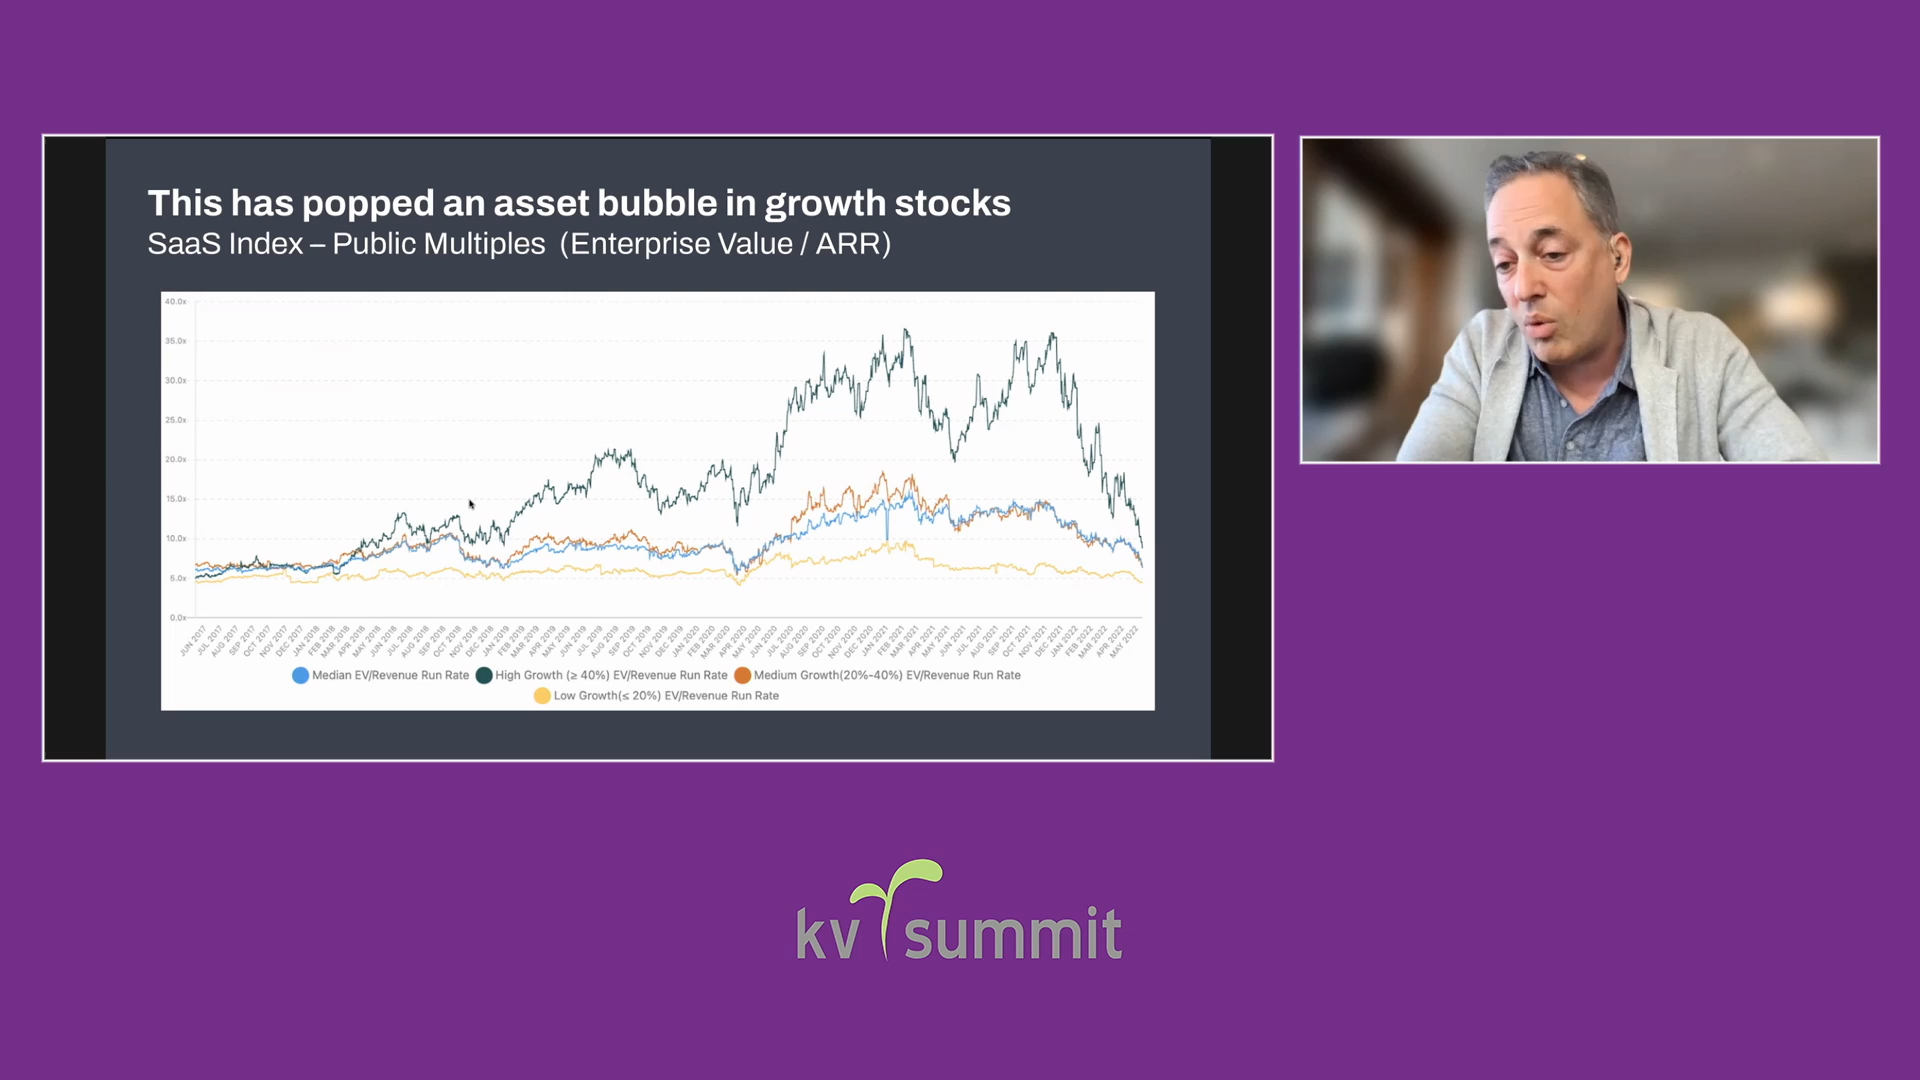 This has popped an asset bubble in growth stocks
SaaS Index – Public Multiples (Enterprise Value / ARR)
40.0x
35.0x
30.0x
25.0x
20.0x
15.0x
10.0x
5.0x
0.0x
JUN 2017 JUL 2017 AUG 2017 SEP 2017 OCT 2017 NOV 2017 DEC 2017 JAN 2018 FEB 2018 MAR 2018 APR 2018 MAY 2018 JUN 2018 JUL 2018 AUG 2018 SEP 2018 OCT 2018 NOV 2018 DEC 2018 JAN 2019 FEB 2019 MAR 2019 APR 2019 MAY 2019 JUN 2019 JUL 2019 AUG 2019 SEP 2019 OCT 2019 NOV 2019 DEC 2019 JAN 2020 FEB 2020 MAR 2020 APR 2020 MAY 2020 JUN 2020 JUL 2020 AUG 2020 SEP 2020 OCT 2020 NOV 2020 DEC 2020 JAN 2021 FEB 2021 MAR 2021 APR 2021 MAY 2021 JUN 2021 JUL 2021 AUG 2021 SEP 2021 OCT 2021 NOV 2021 DEC 2021 JAN 2022 FEB 2022 MAR 2022 APR 2022 MAY 2022
Median EV/Revenue Run Rate High Growth (≥ 40%) EV/Revenue Run Rate Medium Growth(20%-40%) EV/Revenue Run Rate
Low Growth(≤ 20%) EV/Revenue Run Rate
kv summit